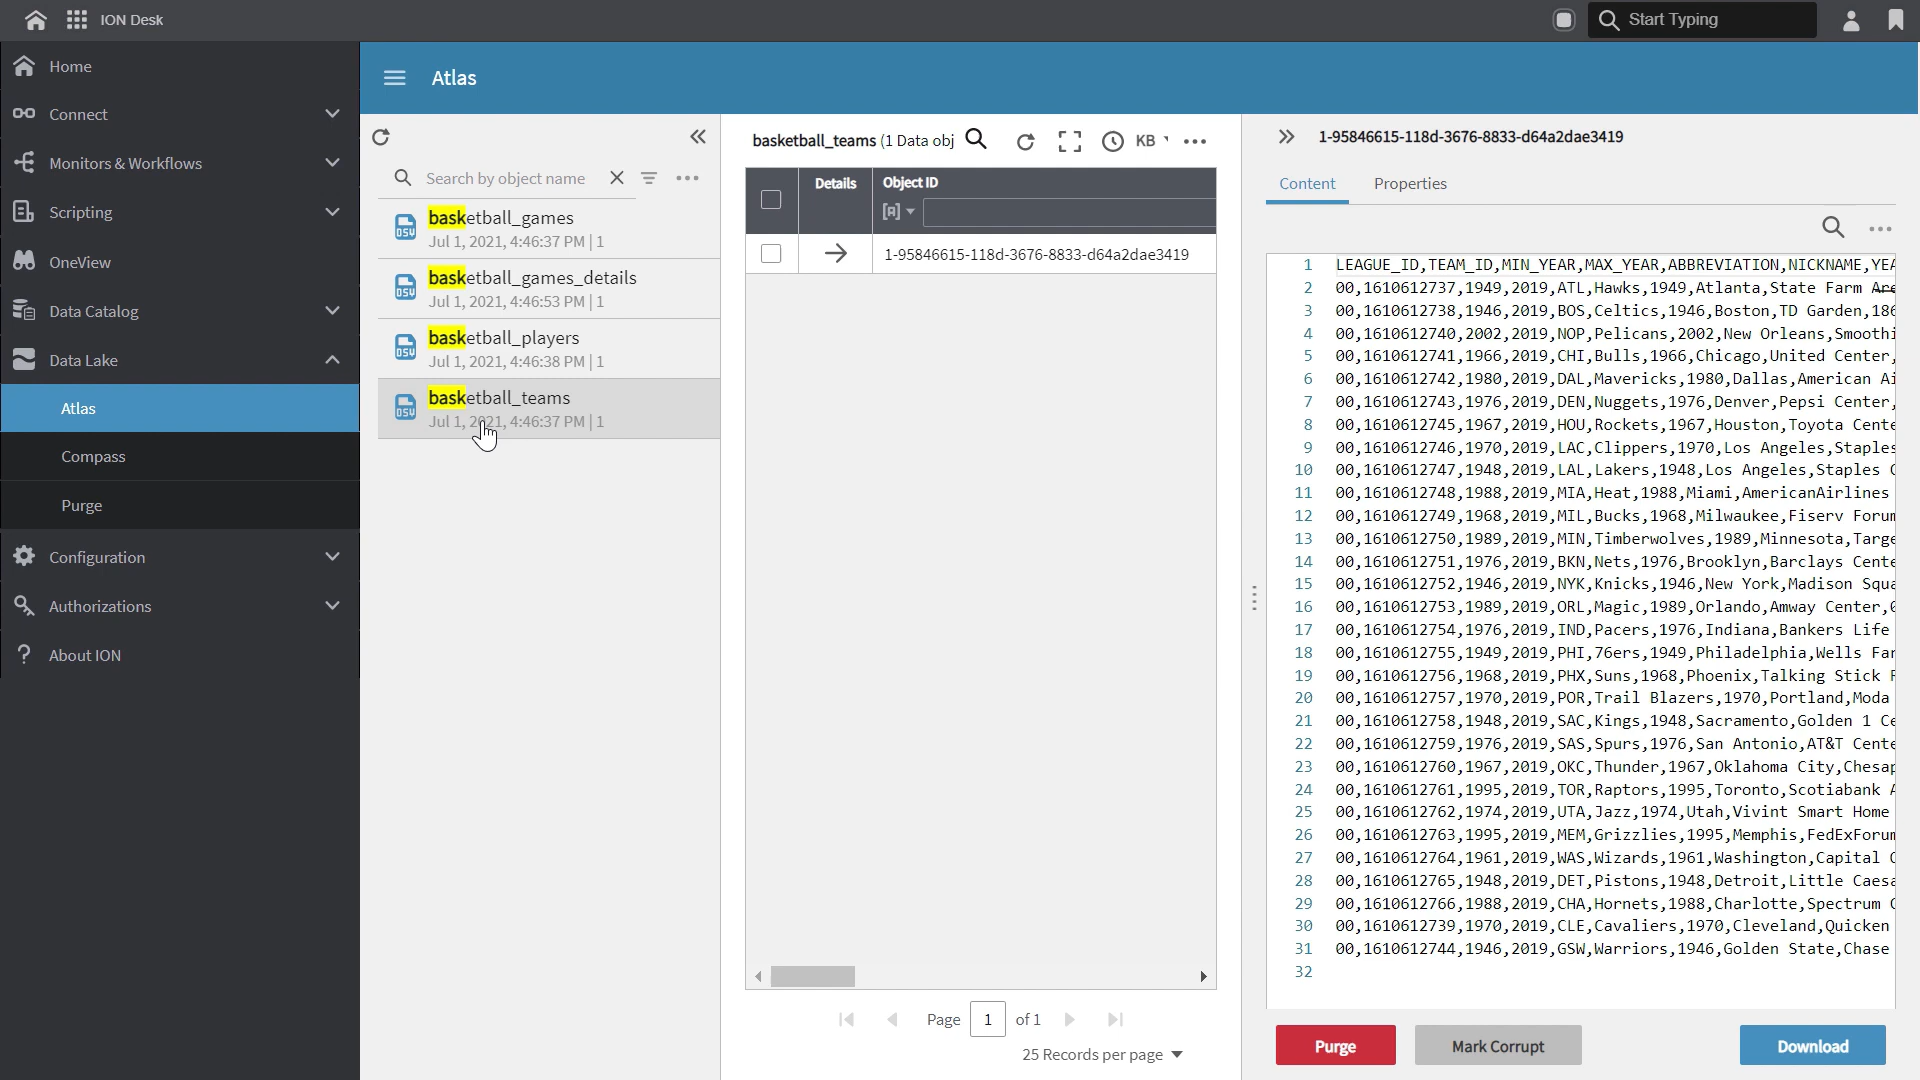 ION Desk
Start Typing
Home
Connect
Monitors & Workflows
Scripting
OneView
Data Catalog
Data Lake
Atlas
Compass
Purge
Configuration
Authorizations
About ION
Atlas
Search by object name
basketball_games
Jul 1, 2021, 4:46:37 PM | 1
basketball_games_details
Jul 1, 2021, 4:46:53 PM | 1
basketball_players
Jul 1, 2021, 4:46:38 PM | 1
basketball_teams
Jul 1, 2021, 4:46:37 PM | 1
basketball_teams (1 Data obj
KB
Details Object ID
1-95846615-118d-3676-8833-d64a2dae3419
Page 1 of 1
25 Records per page
1-95846615-118d-3676-8833-d64a2dae3419
Content Properties
1 LEAGUE_ID,TEAM_ID,MIN_YEAR,MAX_YEAR,ABBREVIATION,NICKNAME,YEA
2 00,1610612737,1949,2019,ATL,Hawks,1949,Atlanta,State Farm Are
3 00,1610612738,1946,2019,BOS,Celtics,1946,Boston,TD Garden,186
4 00,1610612740,2002,2019,NOP,Pelicans,2002,New Orleans,Smoothi
5 00,1610612741,1966,2019,CHI,Bulls,1966,Chicago,United Center,
6 00,1610612742,1980,2019,DAL,Mavericks,1980,Dallas,American Ai
7 00,1610612743,1976,2019,DEN,Nuggets,1976,Denver,Pepsi Center,
8 00,1610612745,1967,2019,HOU,Rockets,1967,Houston,Toyota Cente
9 00,1610612746,1970,2019,LAC,Clippers,1970,Los Angeles,Staples
10 00,1610612747,1948,2019,LAL,Lakers,1948,Los Angeles,Staples C
11 00,1610612748,1988,2019,MIA,Heat,1988,Miami,AmericanAirlines
12 00,1610612749,1968,2019,MIL,Bucks,1968,Milwaukee,Fiserv Forum
13 00,1610612750,1989,2019,MIN,Timberwolves,1989,Minnesota,Targe
14 00,1610612751,1976,2019,BKN,Nets,1976,Brooklyn,Barclays Cente
15 00,1610612752,1946,2019,NYK,Knicks,1946,New York,Madison Squa
16 00,1610612753,1989,2019,ORL,Magic,1989,Orlando,Amway Center,0
17 00,1610612754,1976,2019,IND,Pacers,1976,Indiana,Bankers Life
18 00,1610612755,1949,2019,PHI,76ers,1949,Philadelphia,Wells Far
19 00,1610612756,1968,2019,PHX,Suns,1968,Phoenix,Talking Stick R
20 00,1610612757,1970,2019,POR,Trail Blazers,1970,Portland,Moda
21 00,1610612758,1948,2019,SAC,Kings,1948,Sacramento,Golden 1 Ce
22 00,1610612759,1976,2019,SAS,Spurs,1976,San Antonio,AT&T Cente
23 00,1610612760,1967,2019,OKC,Thunder,1967,Oklahoma City,Chesap
24 00,1610612761,1995,2019,TOR,Raptors,1995,Toronto,Scotiabank A
25 00,1610612762,1974,2019,UTA,Jazz,1974,Utah,Vivint Smart Home
26 00,1610612763,1995,2019,MEM,Grizzlies,1995,Memphis,FedExForum
27 00,1610612764,1961,2019,WAS,Wizards,1961,Washington,Capital O
28 00,1610612765,1948,2019,DET,Pistons,1948,Detroit,Little Caesa
29 00,1610612766,1988,2019,CHA,Hornets,1988,Charlotte,Spectrum C
30 00,1610612739,1970,2019,CLE,Cavaliers,1970,Cleveland,Quicken
31 00,1610612744,1946,2019,GSW,Warriors,1946,Golden State,Chase
32
Purge
Mark Corrupt
Download